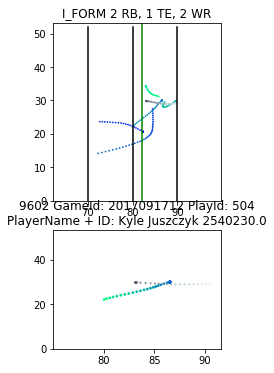 I_FORM 2 RB, 1 TE, 2 WR
50
40
30
20
10
0
70 80 90
9602 GameId: 2017091712 PlayId: 504
PlayerName + ID: Kyle Juszczyk 2540230.0
40
20
0
80 85 90